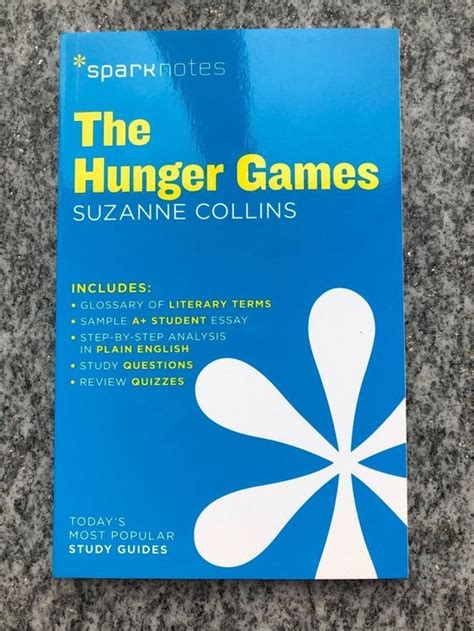 *sparknotes
The
Hunger Games
SUZANNE COLLINS
INCLUDES:
• GLOSSARY OF LITERARY TERMS
• SAMPLE A+ STUDENT ESSAY
• STEP-BY-STEP ANALYSIS
IN PLAIN ENGLISH
• STUDY QUESTIONS
• REVIEW QUIZZES
TODAY'S
MOST POPULAR
STUDY GUIDES